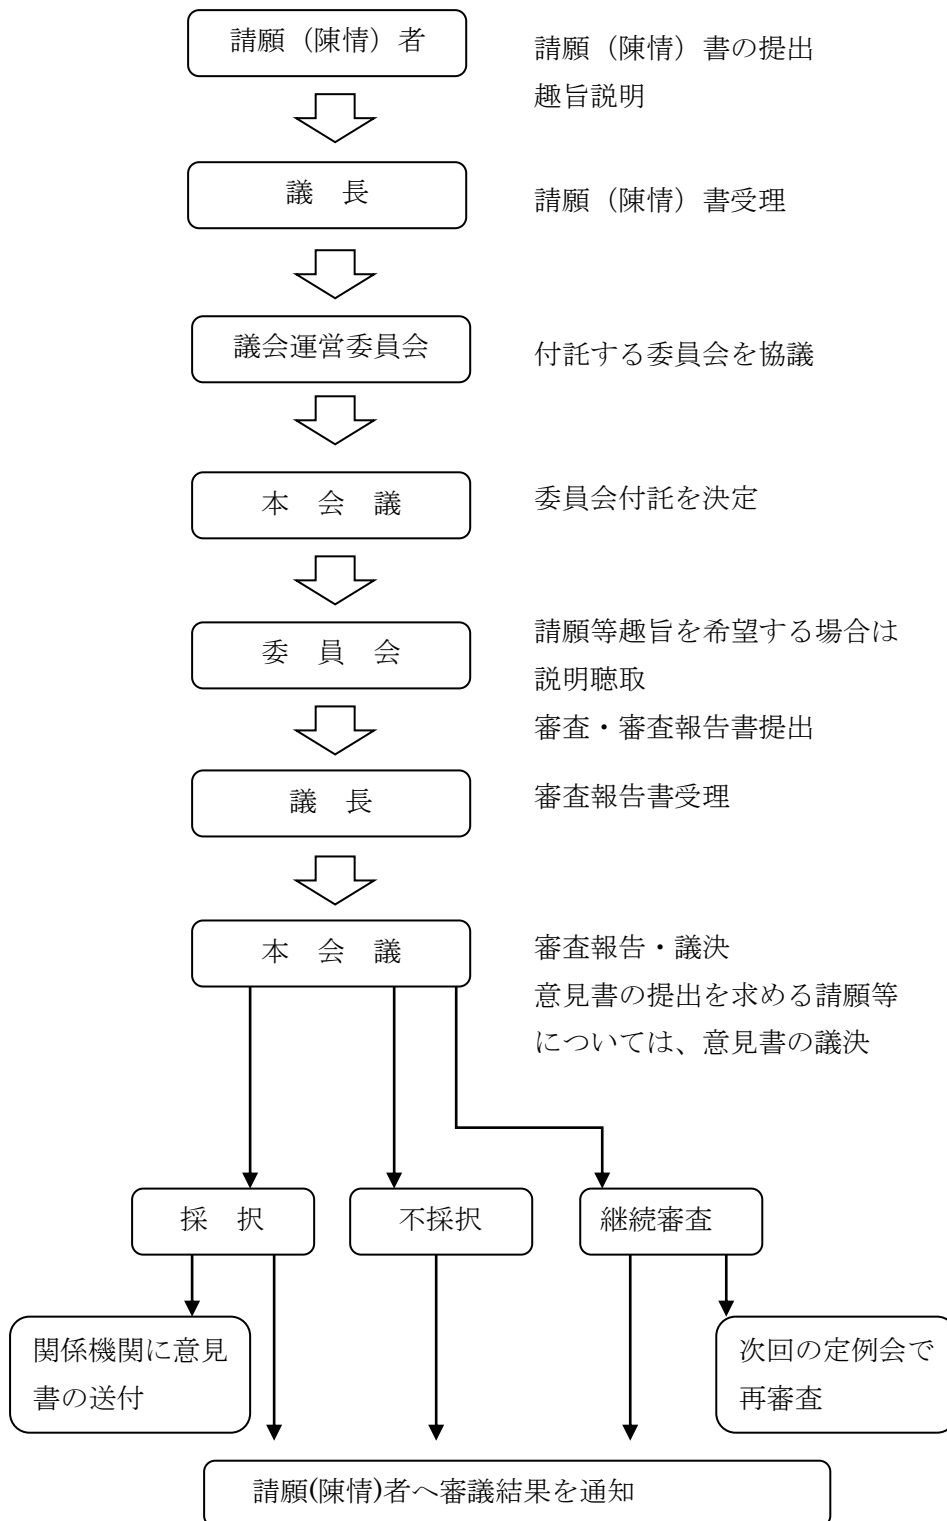 請願（陳情）者
請願（陳情）書の提出
趣旨説明
議　長
請願（陳情）書受理
議会運営委員会
付託する委員会を協議
本　会　議
委員会付託を決定
委　員　会
請願等趣旨を希望する場合は
説明聴取
審査・審査報告書提出
議　長
審査報告書受理
本　会　議
審査報告・議決
意見書の提出を求める請願等
については、意見書の議決
採　択
不採択
継続審査
関係機関に意見
書の送付
次回の定例会で
再審査
請願(陳情)者へ審議結果を通知